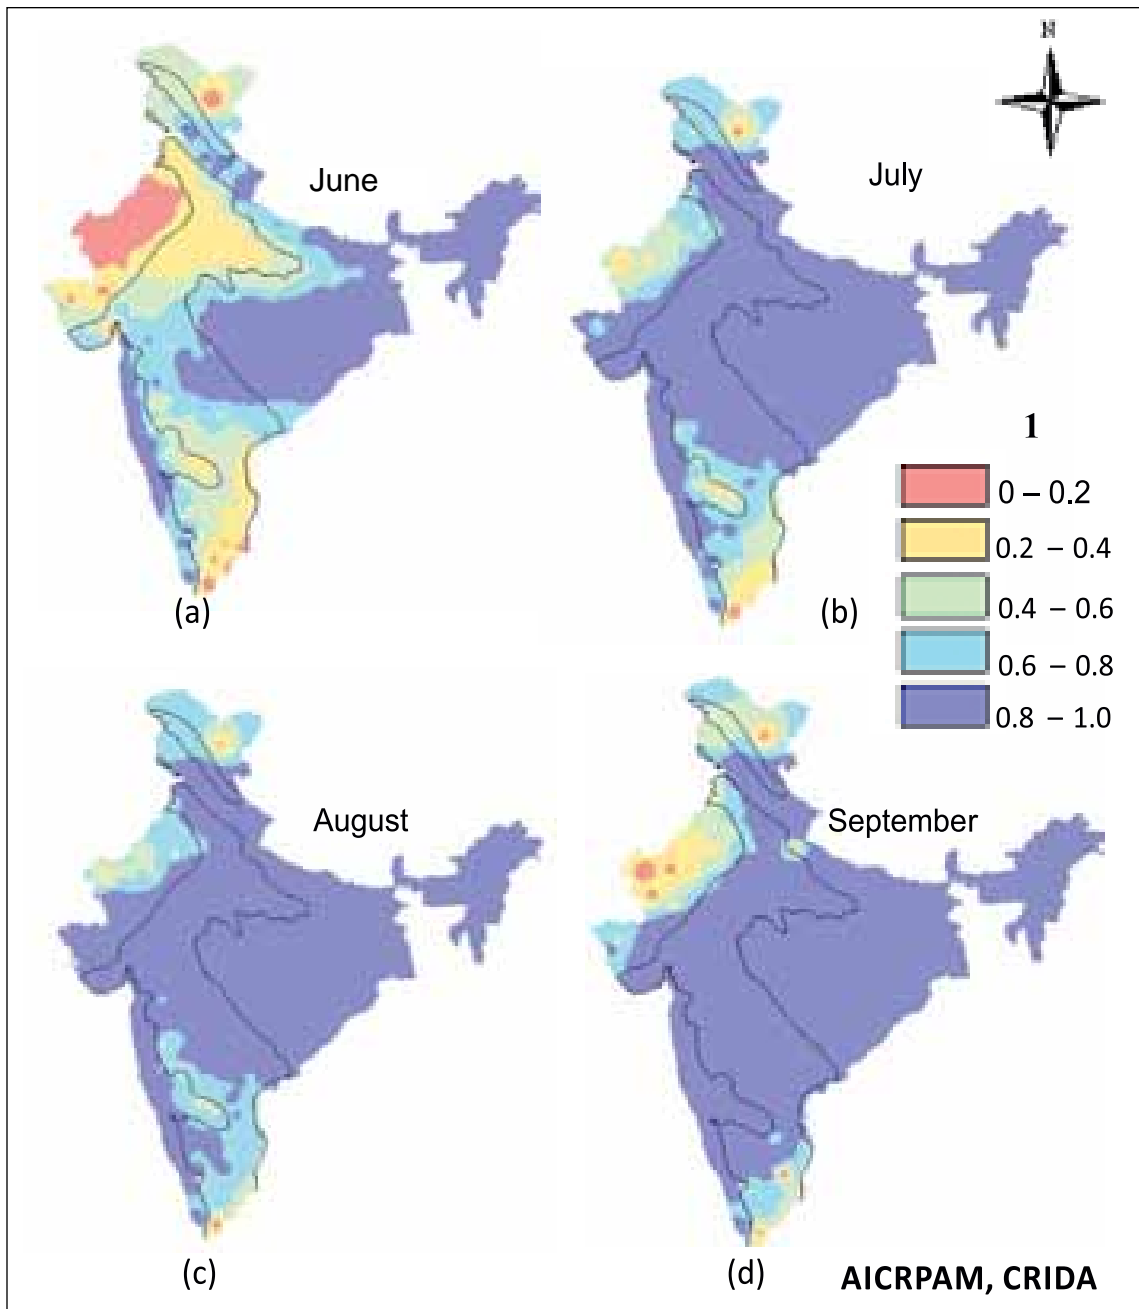 N
June
July
1
0 – 0.2
0.2 – 0.4
0.4 – 0.6
0.6 – 0.8
0.8 – 1.0
(a)
(b)
August
September
(c)
(d)
AICRPAM, CRIDA